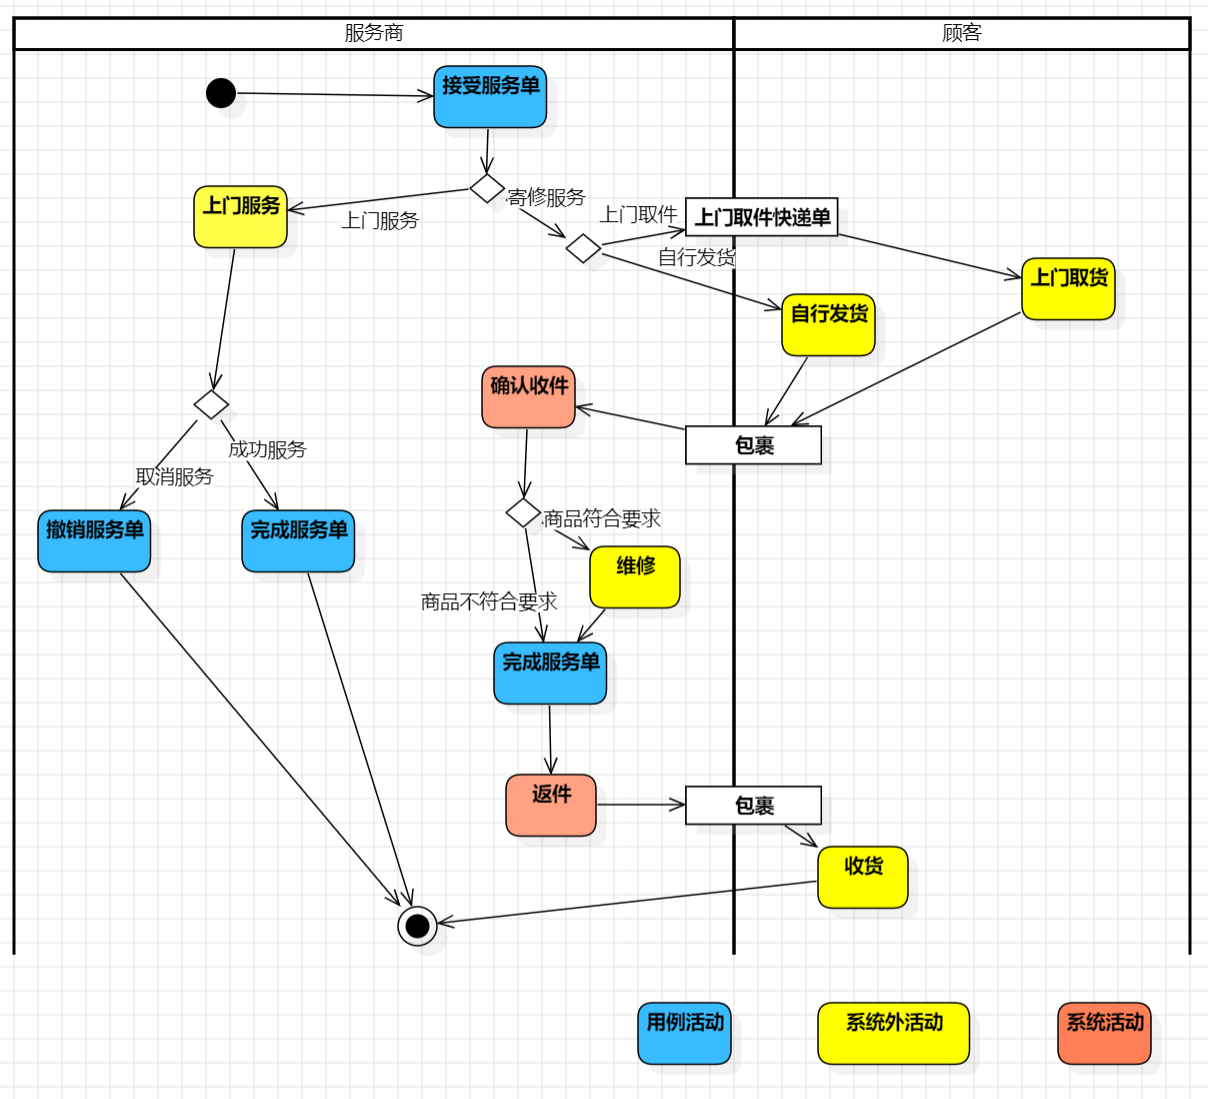 服务商
顾客
接受服务单
上门服务
上门服务
寄修服务
上门取件
上门取件快递单
自行发货
上门取货
自行发货
确认收件
包裹
成功服务
取消服务
撤销服务单
完成服务单
商品符合要求
维修
商品不符合要求
完成服务单
返件
包裹
收货
用例活动
系统外活动
系统活动